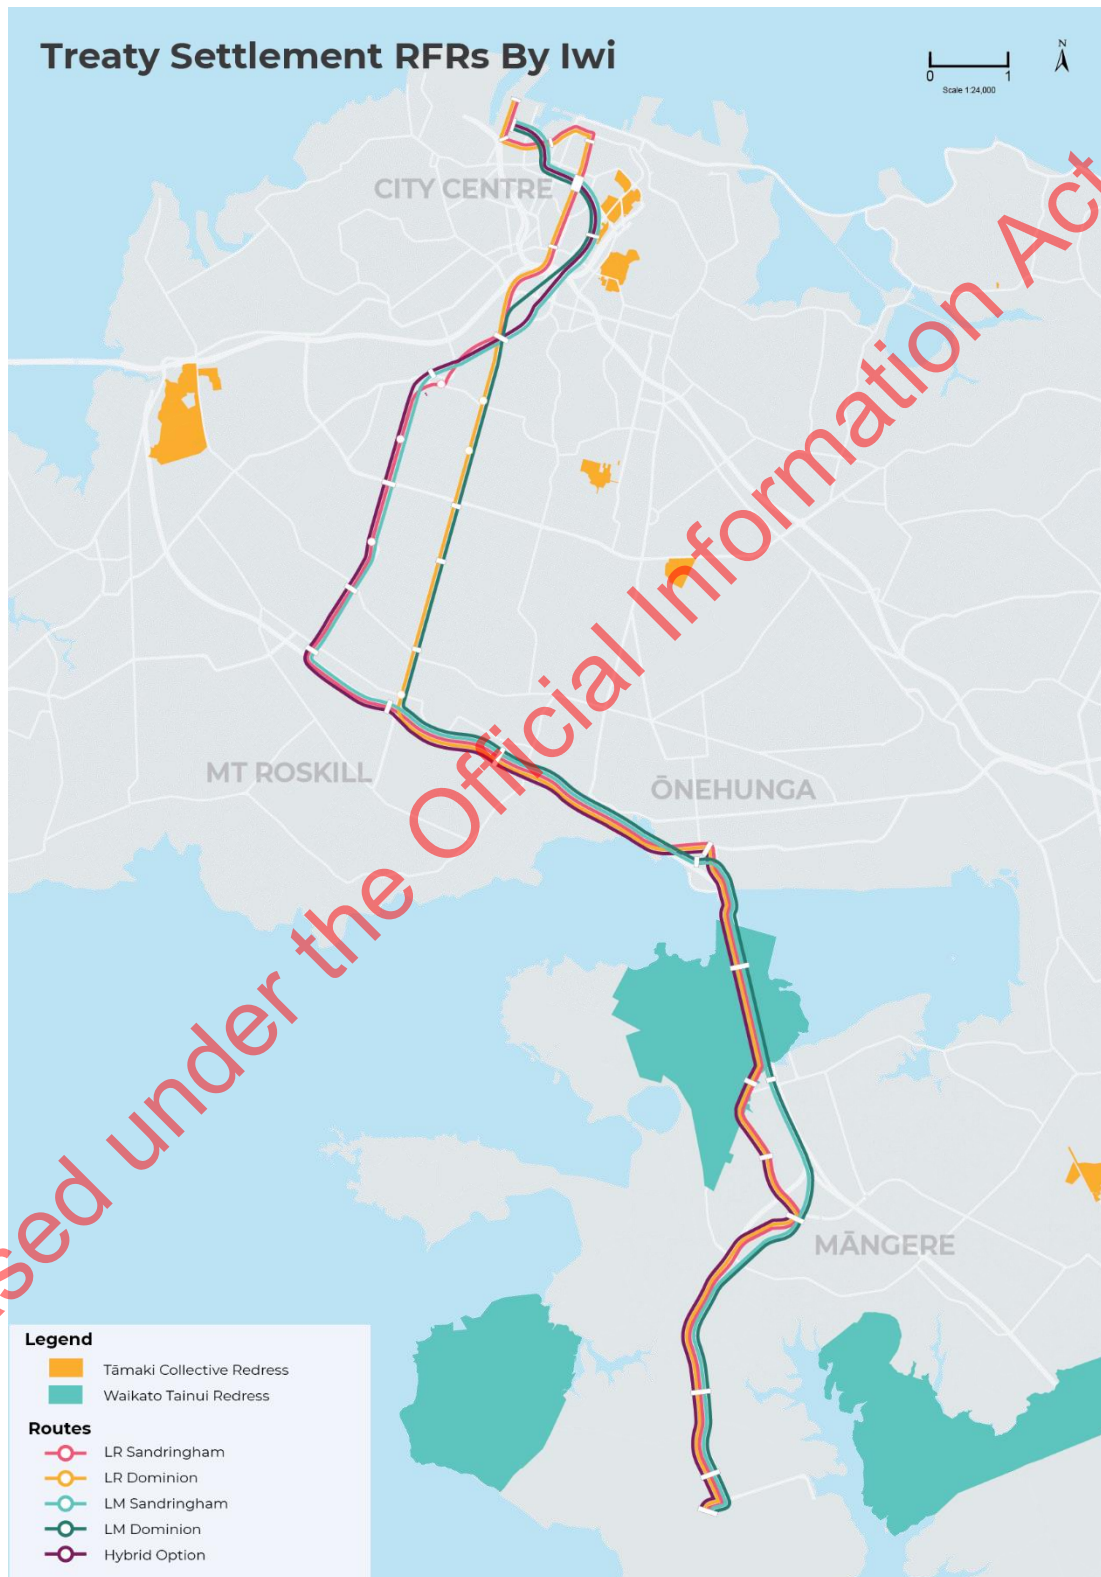 Treaty Settlement RFRs By Iwi
N
0 1
Scale 1:24,000
CITY CENTRE
MT ROSKILL
ŌNEHUNGA
MĀNGERE
sed under the Official Information Act
Legend
Tāmaki Collective Redress
Waikato Tainui Redress
Routes
LR Sandringham
LR Dominion
LM Sandringham
LM Dominion
Hybrid Option